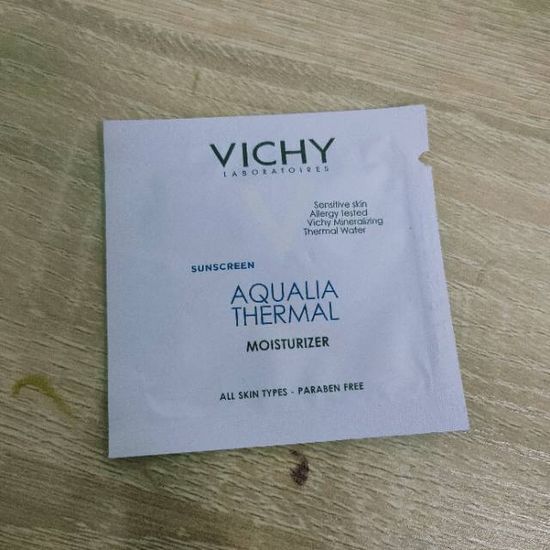 VICHY
LABORATOIRES
Sensitive skin
Allergy tested
Vichy Mineralizing
Thermal Water
SUNSCREEN
AQUALIA
THERMAL
MOISTURIZER
ALL SKIN TYPES - PARABEN FREE